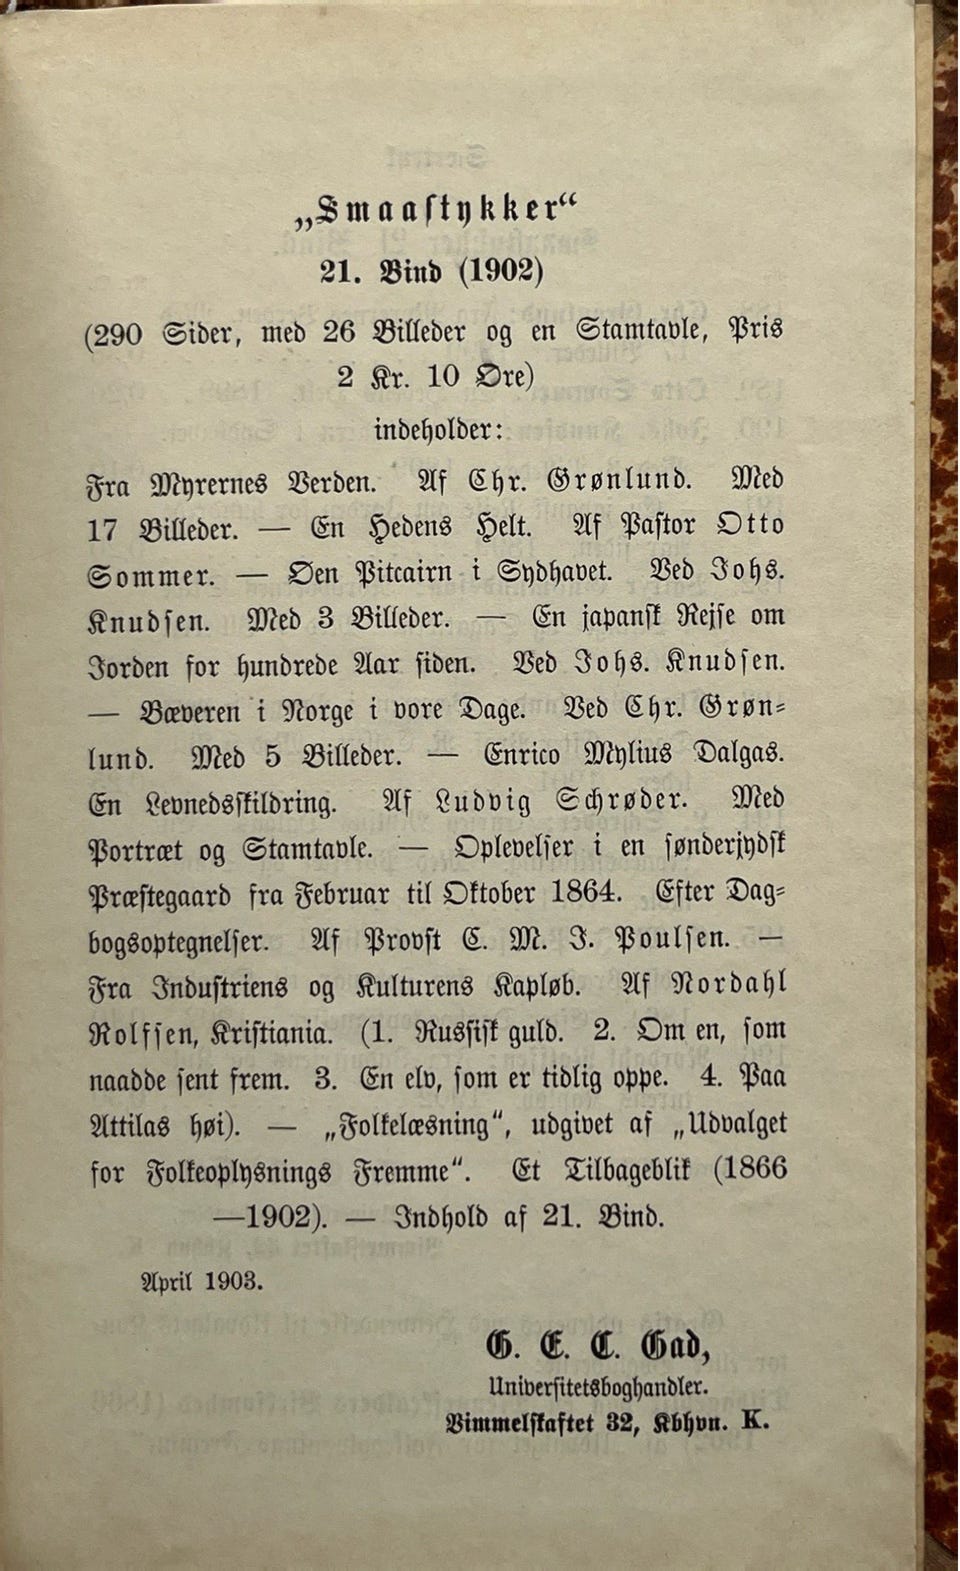 „Smaastykker“
21. Bind (1902)
(290 Sider, med 26 Billeder og en Stamtavle, Pris
2 Kr. 10 Øre)
indeholder:
Fra Myrernes Verden. Af Chr. Grønlund. Med
17 Billeder. — En Hedens Helt. Af Pastor Otto
Sommer. — Øen Pitcairn i Sydhavet. Ved Johs.
Knudsen. Med 3 Billeder. — En japansk Rejse om
Jorden for hundrede Aar siden. Ved Johs. Knudsen.
— Bæveren i Norge i vore Dage. Ved Chr. Grøn-
lund. Med 5 Billeder. — Enrico Mylius Dalgas.
En Levnedsskildring. Af Ludvig Schrøder. Med
Portræt og Stamtavle. — Oplevelser i en sønderjydsk
Præstegaard fra Februar til Oktober 1864. Efter Dag-
bogsoptegnelser. Af Provst C. M. J. Poulsen. —
Fra Industriens og Kulturens Kapløb. Af Nordahl
Rolfsen, Kristiania. (1. Russisk guld. 2. Om en, som
naadde sent frem. 3. En elv, som er tidlig oppe. 4. Paa
Attilas høi). — „Folkelæsning“, udgivet af „Udvalget
for Folkeoplysnings Fremme“. Et Tilbageblik (1866
—1902). — Indhold af 21. Bind.
April 1903.
G. E. C. Gad,
Universitetsboghandler.
Vimmelskaftet 32, Kbhvn. K.